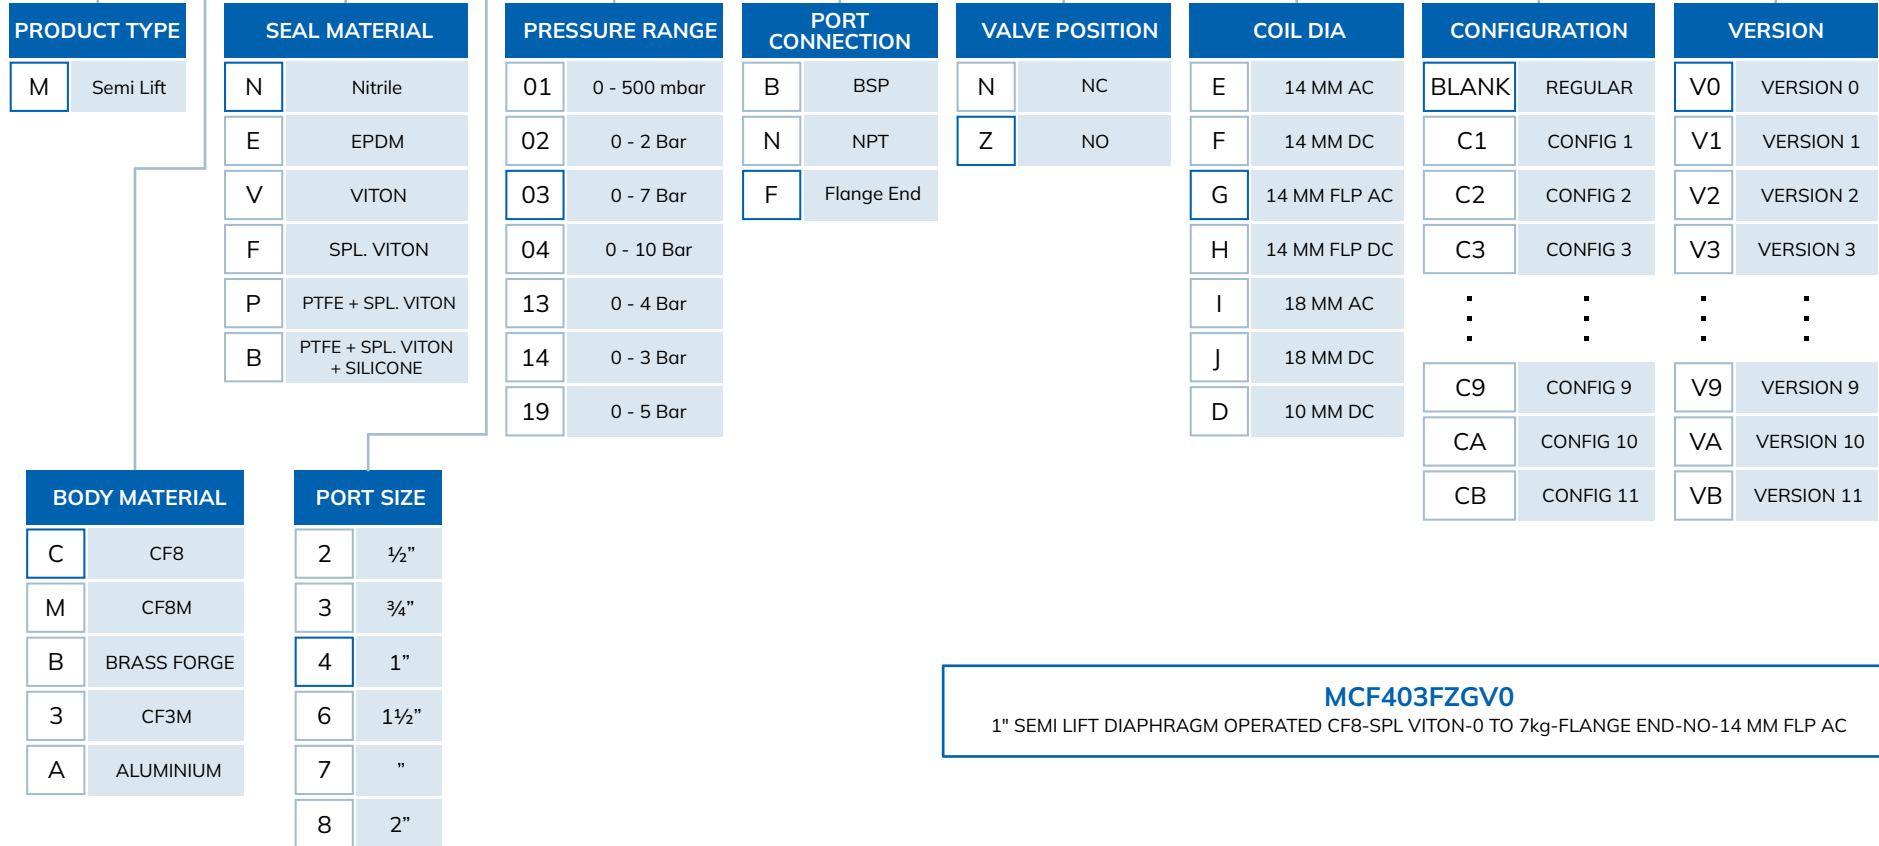 PRODUCT TYPE
M Semi Lift
SEAL MATERIAL
N Nitrile
E EPDM
V VITON
F SPL. VITON
P PTFE + SPL. VITON
B PTFE + SPL. VITON
+ SILICONE
PRESSURE RANGE
01 0 - 500 mbar
02 0 - 2 Bar
03 0 - 7 Bar
04 0 - 10 Bar
13 0 - 4 Bar
14 0 - 3 Bar
19 0 - 5 Bar
PORT
CONNECTION
B BSP
N NPT
F Flange End
VALVE POSITION
N NC
Z NO
COIL DIA
E 14 MM AC
F 14 MM DC
G 14 MM FLP AC
H 14 MM FLP DC
I 18 MM AC
J 18 MM DC
D 10 MM DC
CONFIGURATION
BLANK REGULAR
C1 CONFIG 1
C2 CONFIG 2
C3 CONFIG 3
C9 CONFIG 9
CA CONFIG 10
CB CONFIG 11
VERSION
V0 VERSION 0
V1 VERSION 1
V2 VERSION 2
V3 VERSION 3
V9 VERSION 9
VA VERSION 10
VB VERSION 11
BODY MATERIAL
C CF8
M CF8M
B BRASS FORGE
3 CF3M
A ALUMINIUM
PORT SIZE
2 ½”
3 ¾”
4 1”
6 1½”
7 ”
8 2”
MCF403FZGV0
1" SEMI LIFT DIAPHRAGM OPERATED CF8-SPL VITON-0 TO 7kg-FLANGE END-NO-14 MM FLP AC